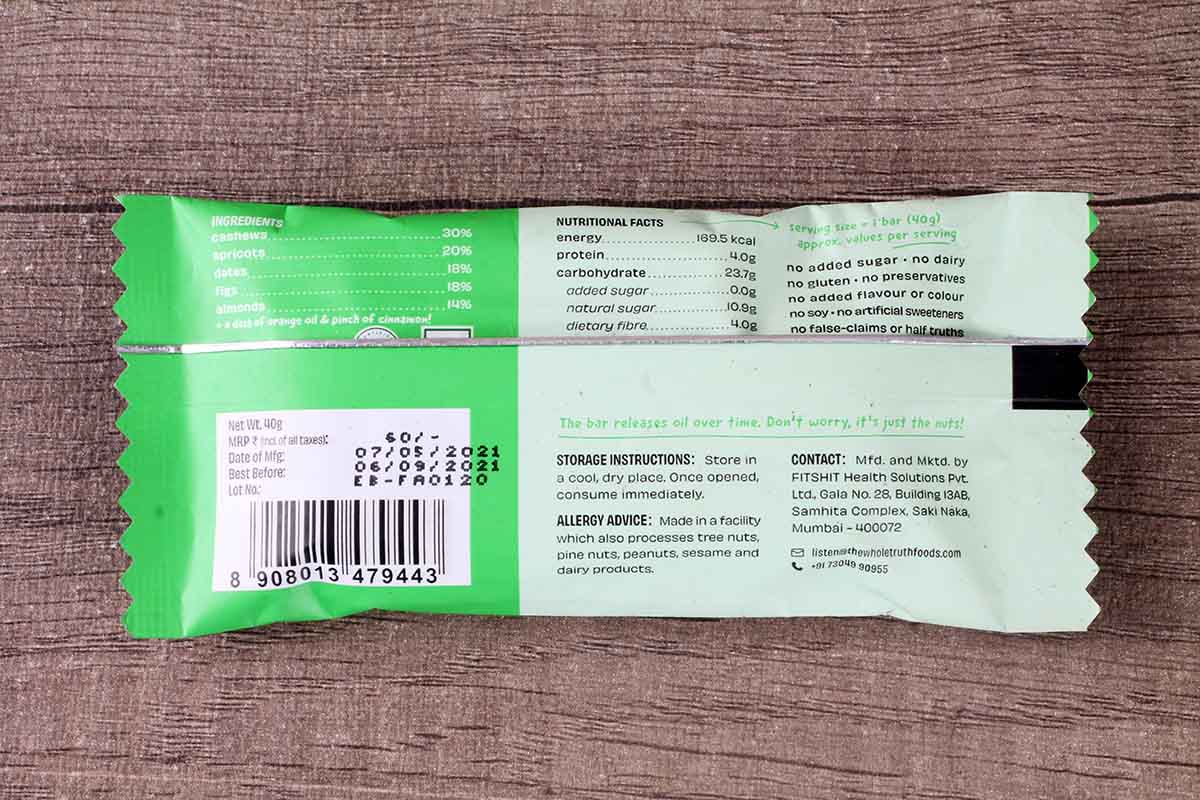 INGREDIENTS
cashews 30%
apricots 20%
dates 18%
figs 18%
almonds 14%
+ a dash of orange oil & pinch of cinnamon!
NUTRITIONAL FACTS
energy 169.5 kcal
protein 4.0g
carbohydrate 23.7g
added sugar 0.0g
natural sugar 10.9g
dietary fibre 4.0g
serving size = 1 bar (40g)
approx. values per serving
no added sugar • no dairy
no gluten • no preservatives
no added flavour or colour
no soy • no artificial sweeteners
no false-claims or half truths
Net Wt. 40g
MRP ₹ (incl. of all taxes): 60/-
Date of Mfg: 07/05/2021
Best Before: 06/09/2021
Lot No.: EB-FA0120
8 908013 479443
The bar releases oil over time. Don't worry, it's just the nuts!
STORAGE INSTRUCTIONS: Store in
a cool, dry place. Once opened,
consume immediately.
ALLERGY ADVICE: Made in a facility
which also processes tree nuts,
pine nuts, peanuts, sesame and
dairy products.
CONTACT: Mfd. and Mktd. by
FITSHIT Health Solutions Pvt.
Ltd., Gala No. 28, Building 13AB,
Samhita Complex, Saki Naka,
Mumbai - 400072
listen@thewholetruthfoods.com
+91 73049 90955